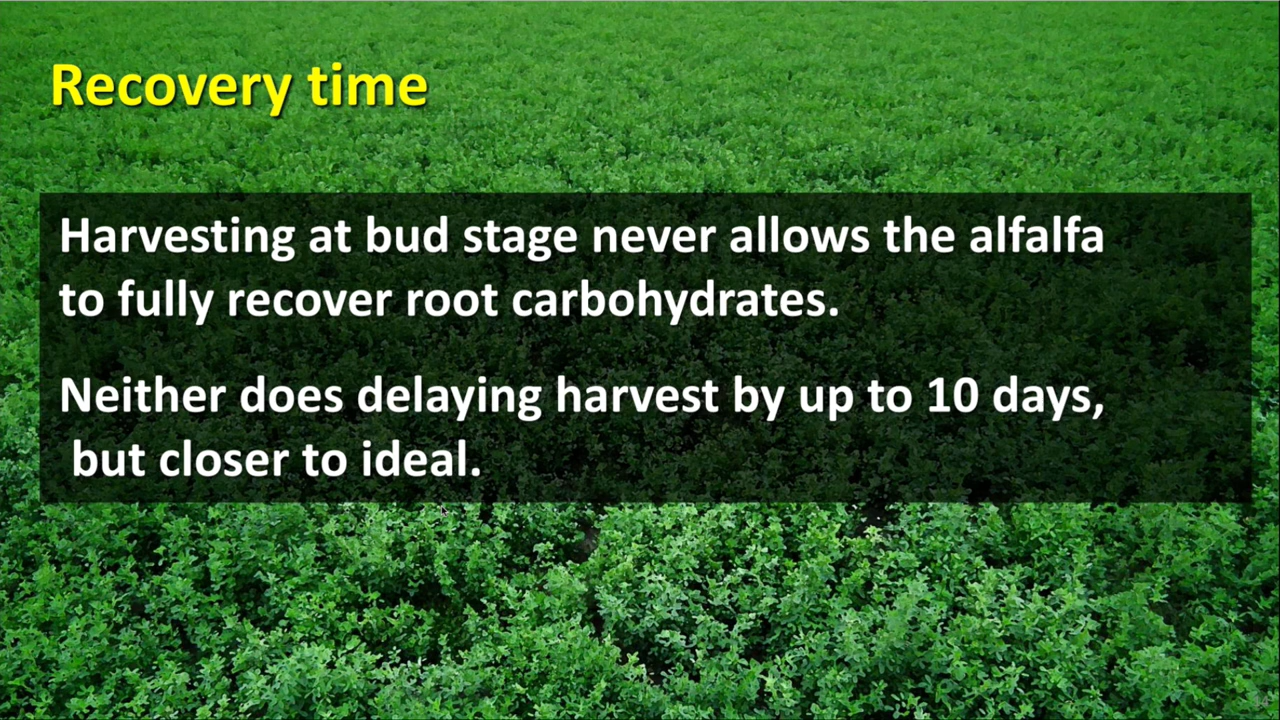 Recovery time
Harvesting at bud stage never allows the alfalfa
to fully recover root carbohydrates.
Neither does delaying harvest by up to 10 days,
but closer to ideal.